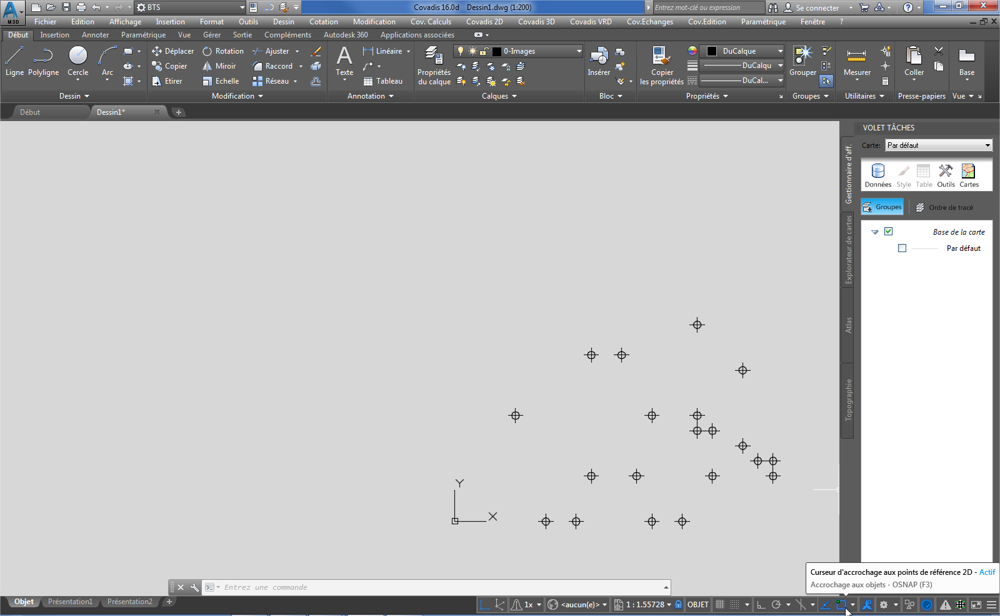 M3D
BTS
Covadis 16.0d    Dessin1.dwg (1:200)
Entrez mot-clé ou expression
Se connecter
Fichier Edition Affichage Insertion Format Outils Dessin Cotation Modification Cov. Calculs Covadis 2D Covadis 3D Covadis VRD Cov.Echanges Cov.Edition Paramétrique Fenêtre ?
Début Insertion Annoter Paramétrique Vue Gérer Sortie Compléments Autodesk 360 Applications associées
Déplacer Rotation Ajuster Linéaire 0-Images DuCalque
Copier Miroir Raccord DuCalqu
Ligne Polyligne Cercle Arc Texte Propriétés Insérer Copier Grouper Mesurer Coller Base
Etirer Echelle Réseau Tableau du calque les propriétés DuCal...
Dessin Modification Annotation Calques Bloc Propriétés Groupes Utilitaires Presse-papiers Vue
Début Dessin1*
VOLET TÂCHES
Carte: Par défaut
Données Style Table Outils Cartes
Groupes Ordre de tracé
Base de la carte
Par défaut
Gestionnaire d'aff.
Explorateur de cartes
Atlas
Topographie
Y
X
Curseur d'accrochage aux points de référence 2D - Actif
Accrochage aux objets - OSNAP (F3)
Entrez une commande
Objet Présentation1 Présentation2 +
1x <aucun(e)> 1 : 1.55728 OBJET